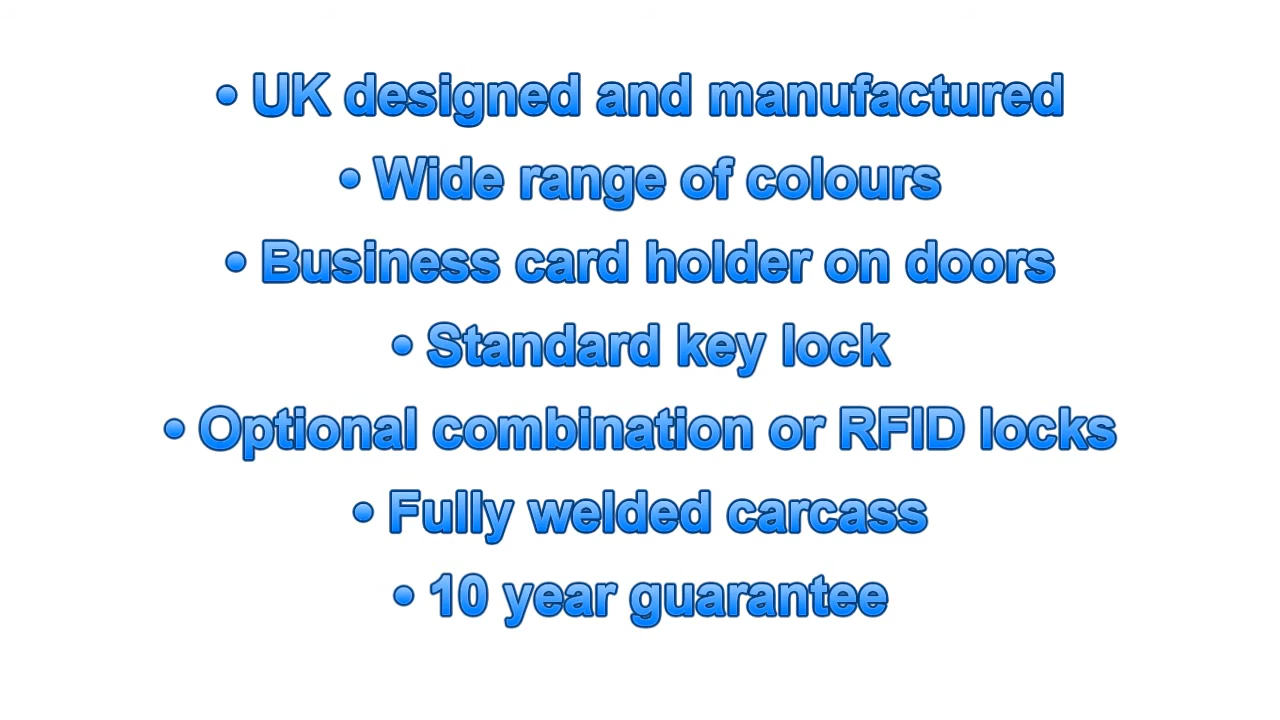 • UK designed and manufactured
• Wide range of colours
• Business card holder on doors
• Standard key lock
• Optional combination or RFID locks
• Fully welded carcass
• 10 year guarantee